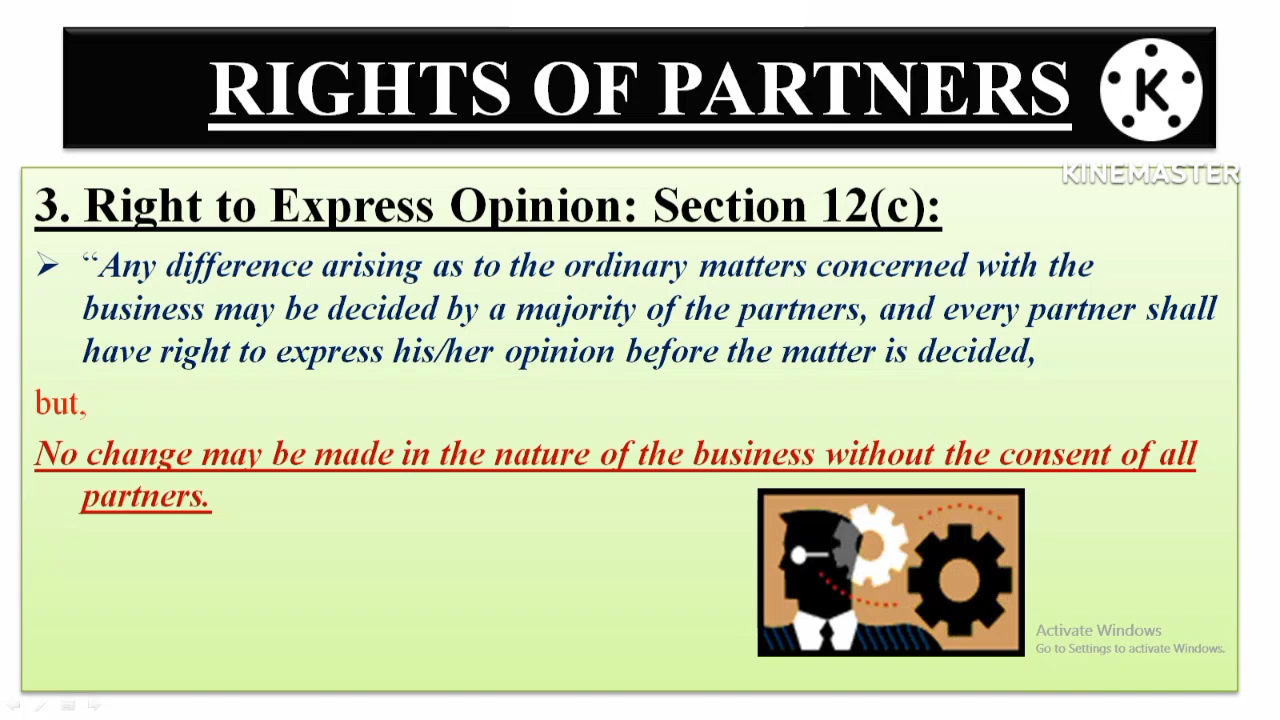 RIGHTS OF PARTNERS
K
KINEMASTER
3. Right to Express Opinion: Section 12(c):
“Any difference arising as to the ordinary matters concerned with the
business may be decided by a majority of the partners, and every partner shall
have right to express his/her opinion before the matter is decided,
but,
No change may be made in the nature of the business without the consent of all
partners.
Activate Windows
Go to Settings to activate Windows.